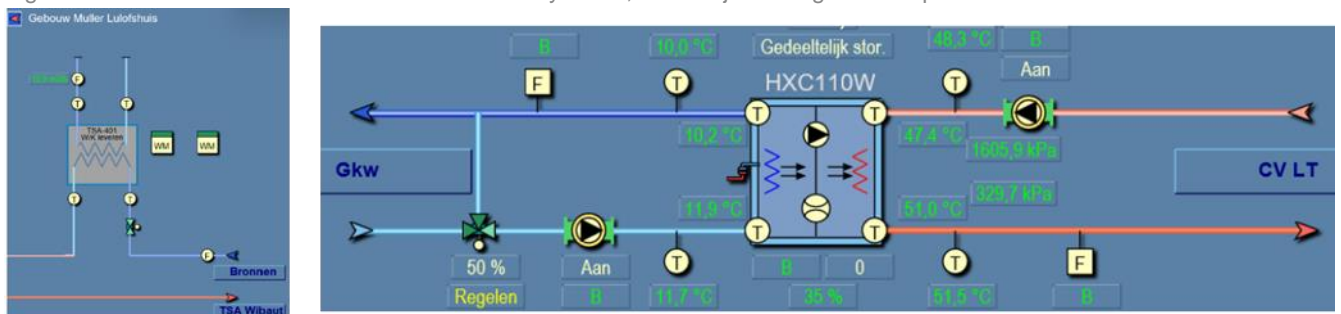 Gebouw Muller Lulofshuis
F
T
T
TSA-401
W/K leveren
WM
WM
T
T
F
Bronnen
TSA Wibaut
B
10,0 °C
Gedeeltelijk stor.
48,3 °C
B
Aan
F
T
HXC110W
T
T
T
10,2 °C
47,4 °C
1605,9 kPa
Gkw
CV LT
329,7 kPa
11,9 °C
51,0 °C
T
T
50 %
Aan
T
B
0
T
F
Regelen
B
11,7 °C
35 %
51,5 °C
B